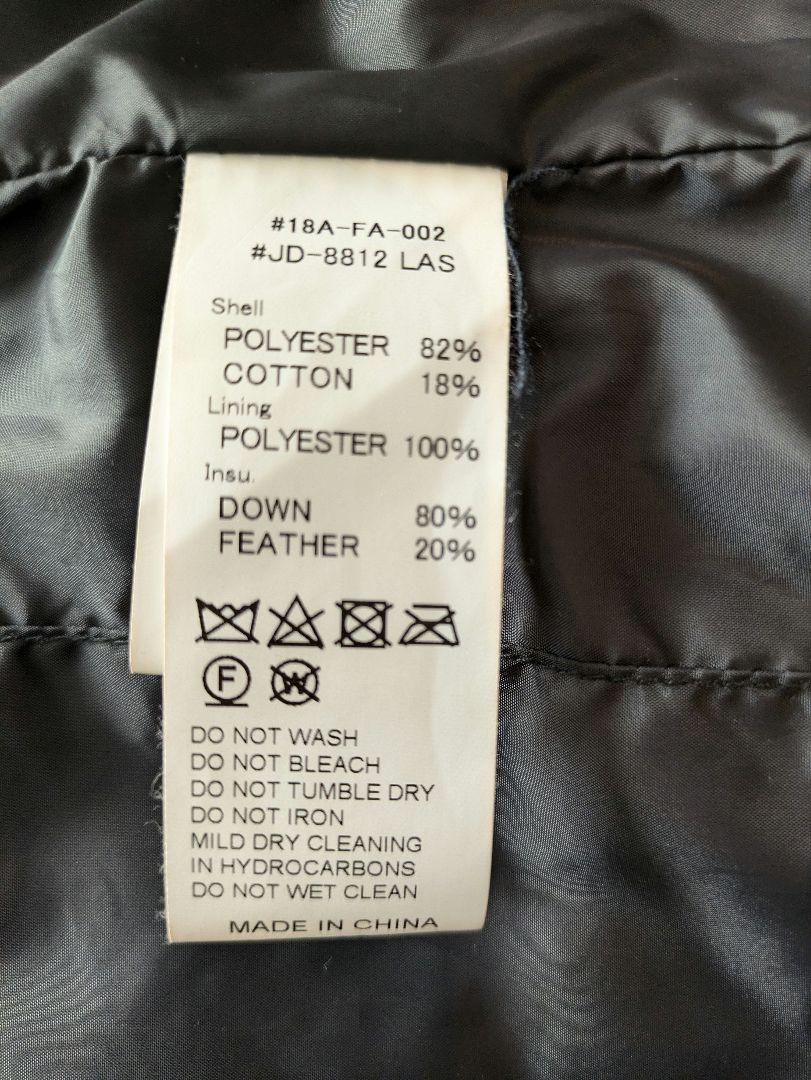 #18A-FA-002
#JD-8812 LAS
Shell
POLYESTER 82%
COTTON 18%
Lining
POLYESTER 100%
Insu.
DOWN 80%
FEATHER 20%
F W
DO NOT WASH
DO NOT BLEACH
DO NOT TUMBLE DRY
DO NOT IRON
MILD DRY CLEANING
IN HYDROCARBONS
DO NOT WET CLEAN
MADE IN CHINA